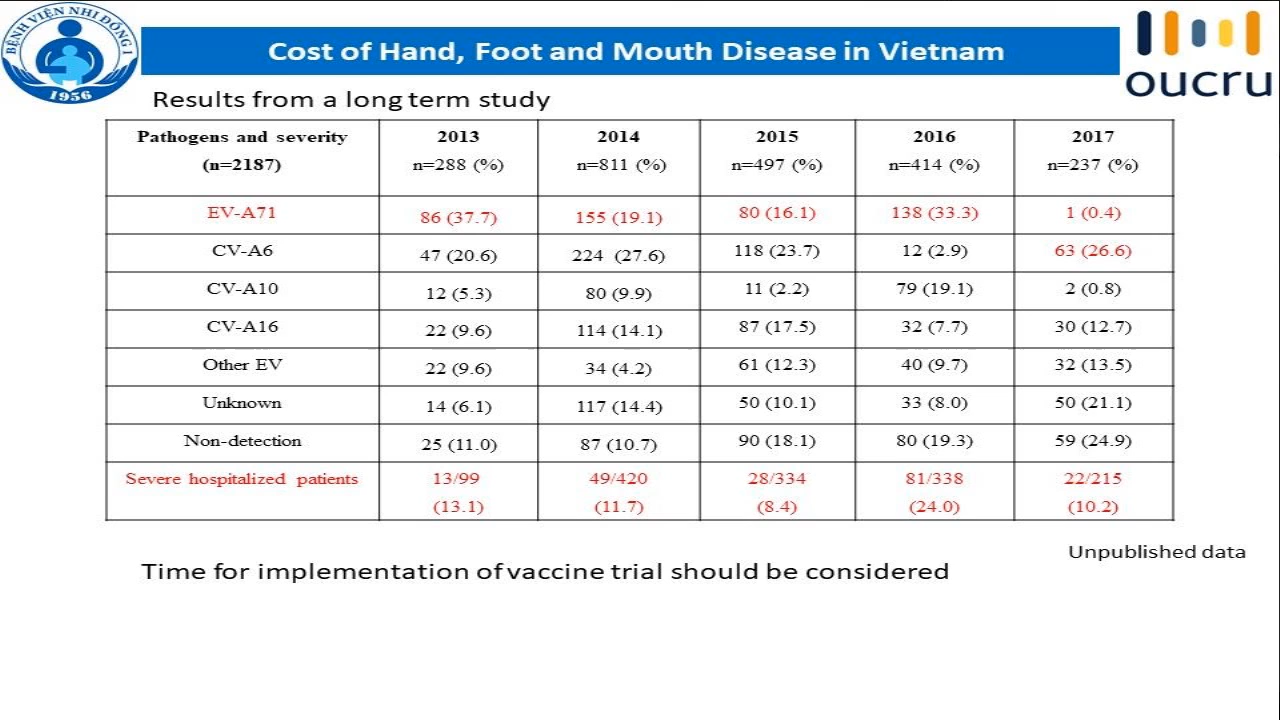 BỆNH VIỆN NHI ĐỒNG 1
1956
Cost of Hand, Foot and Mouth Disease in Vietnam
oucru
Results from a long term study
Pathogens and severity (n=2187) 2013 n=288 (%) 2014 n=811 (%) 2015 n=497 (%) 2016 n=414 (%) 2017 n=237 (%)
EV-A71 86 (37.7) 155 (19.1) 80 (16.1) 138 (33.3) 1 (0.4)
CV-A6 47 (20.6) 224 (27.6) 118 (23.7) 12 (2.9) 63 (26.6)
CV-A10 12 (5.3) 80 (9.9) 11 (2.2) 79 (19.1) 2 (0.8)
CV-A16 22 (9.6) 114 (14.1) 87 (17.5) 32 (7.7) 30 (12.7)
Other EV 22 (9.6) 34 (4.2) 61 (12.3) 40 (9.7) 32 (13.5)
Unknown 14 (6.1) 117 (14.4) 50 (10.1) 33 (8.0) 50 (21.1)
Non-detection 25 (11.0) 87 (10.7) 90 (18.1) 80 (19.3) 59 (24.9)
Severe hospitalized patients 13/99 (13.1) 49/420 (11.7) 28/334 (8.4) 81/338 (24.0) 22/215 (10.2)
Unpublished data
Time for implementation of vaccine trial should be considered